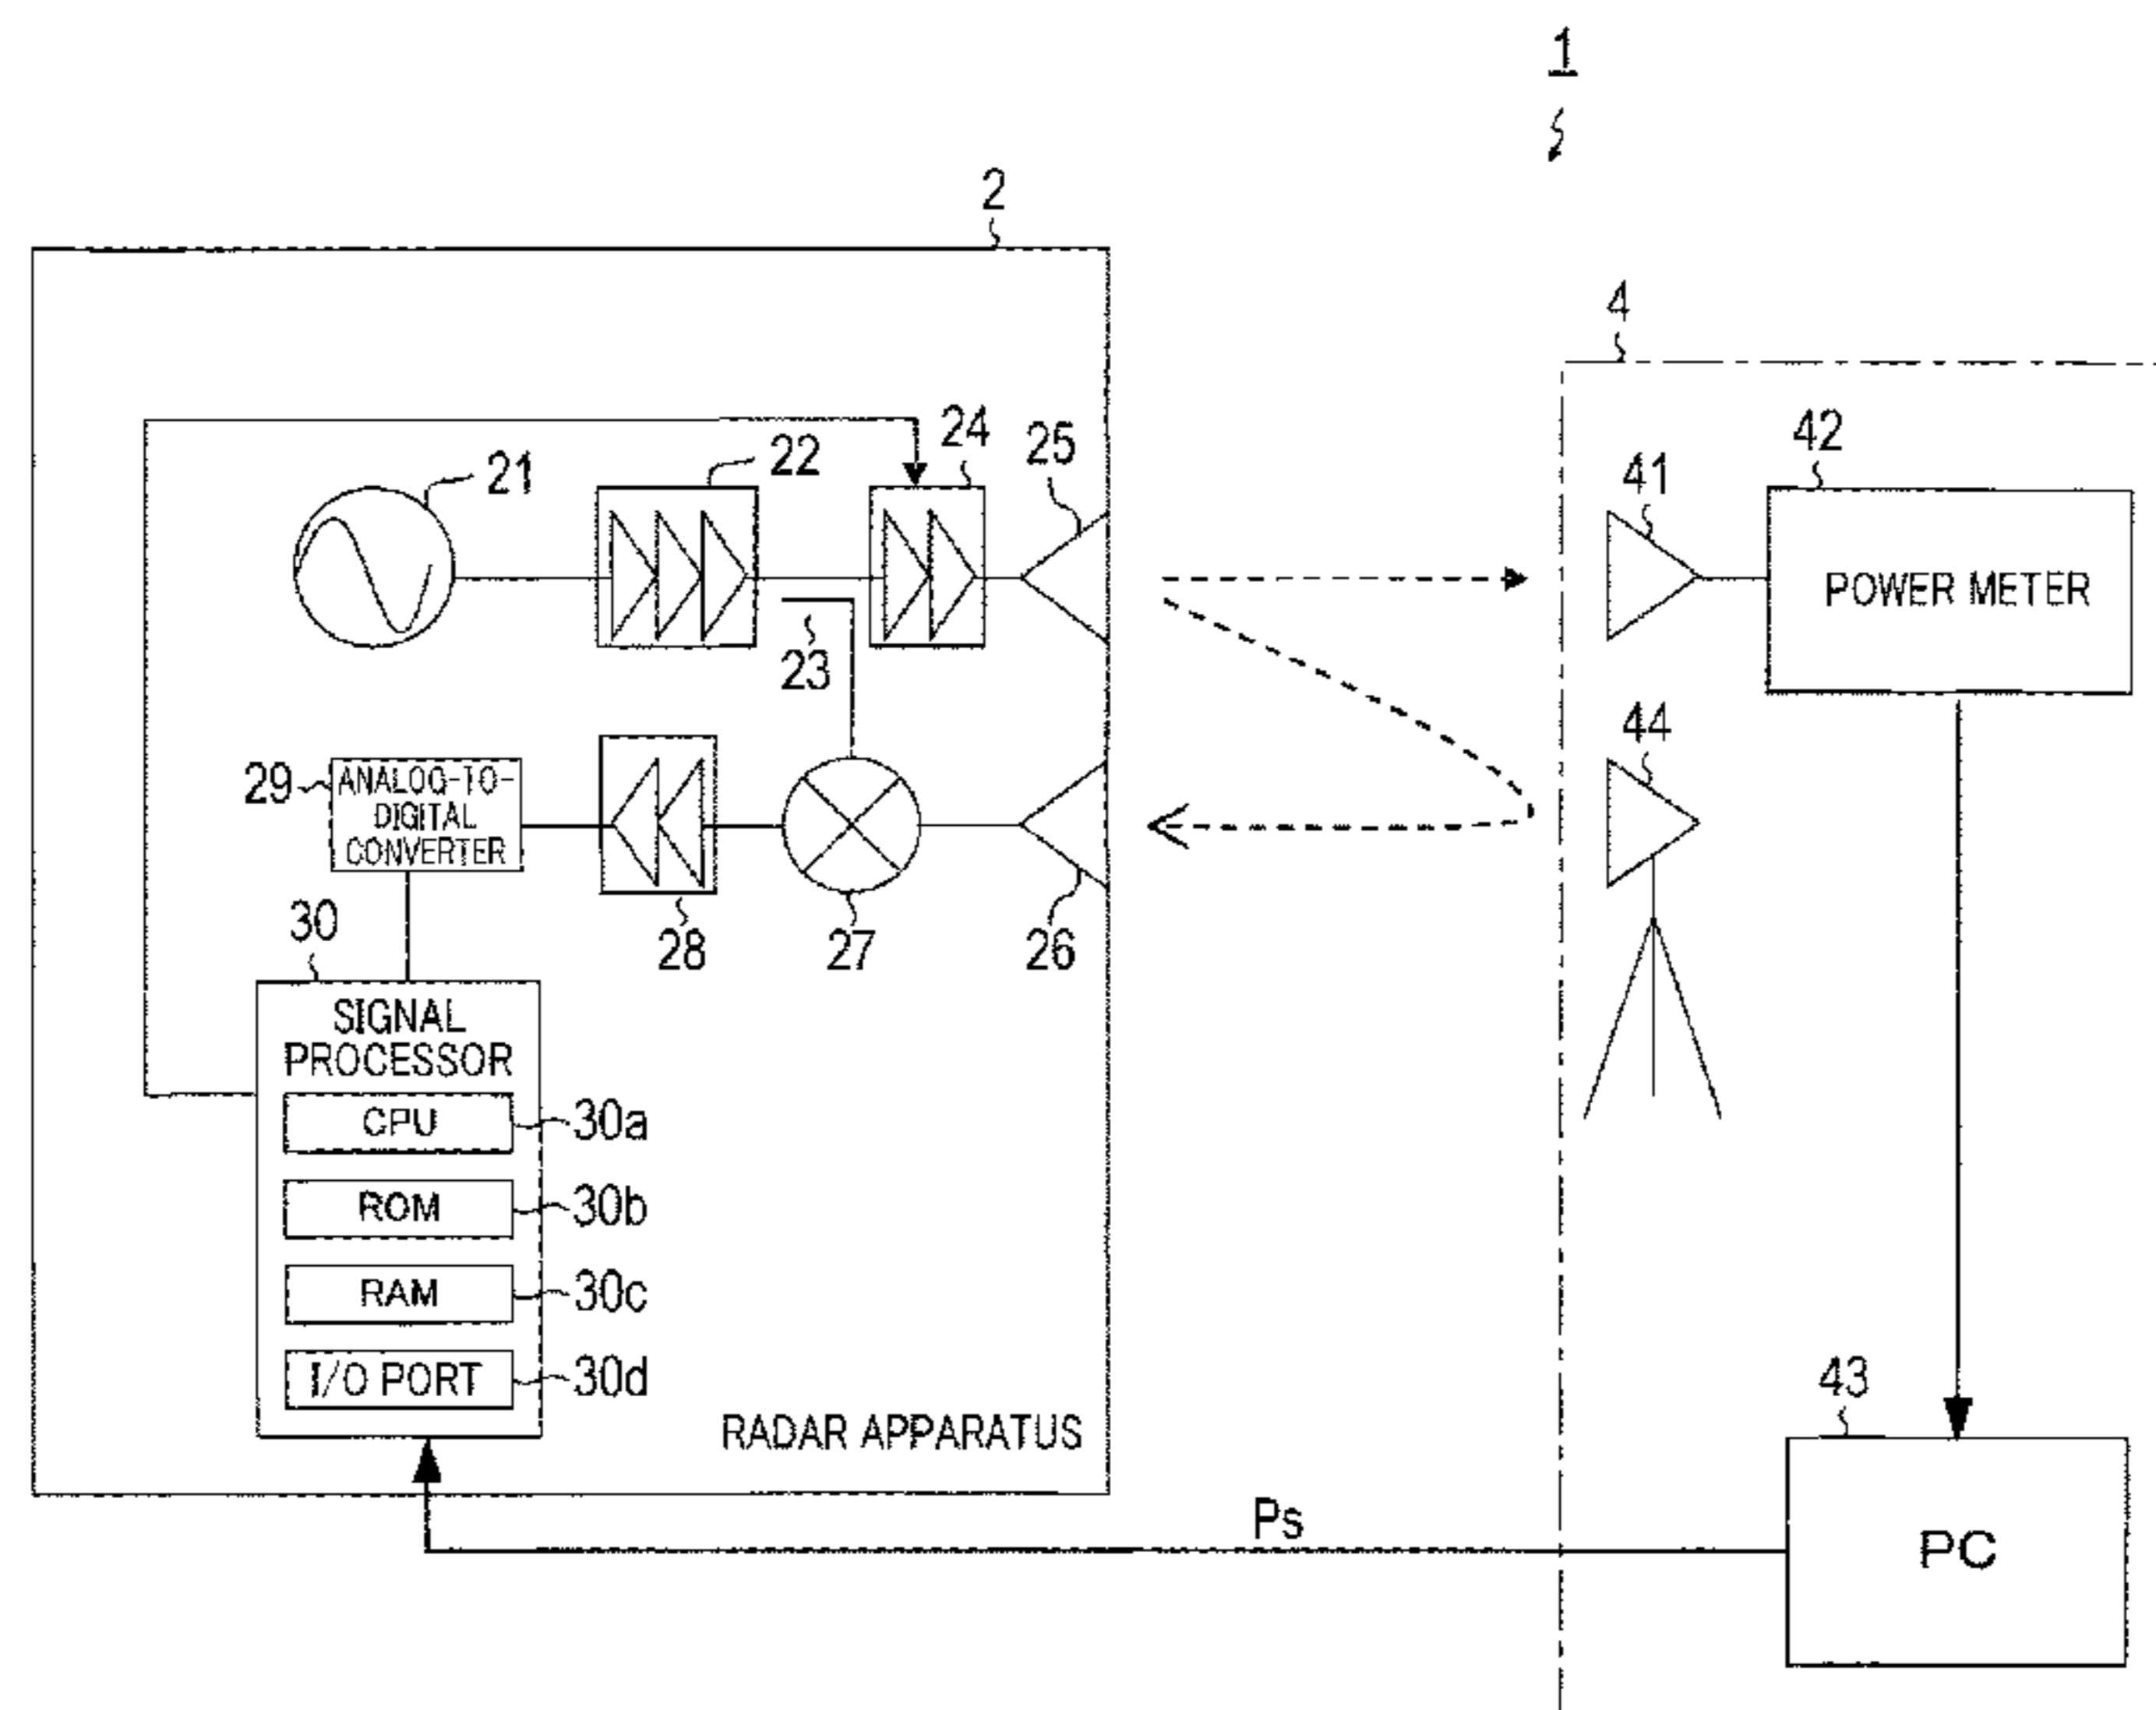 1
2
4
21
22
24
25
41
42
POWER METER
23
44
29
ANALOG-TO-
DIGITAL
CONVERTER
28
27
26
30
SIGNAL
PROCESSOR
CPU
30a
ROM
30b
RAM
30c
I/O PORT
30d
RADAR APPARATUS
43
PC
Ps